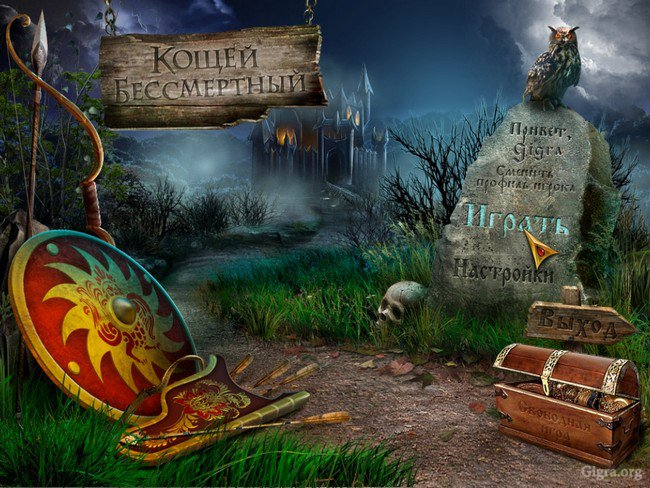 Кощей
Бессмертный
Привет,
Gigra
Сменить
профиль игрока
Играть
Настройки
Выход
Свободная
игра
Gigra.org